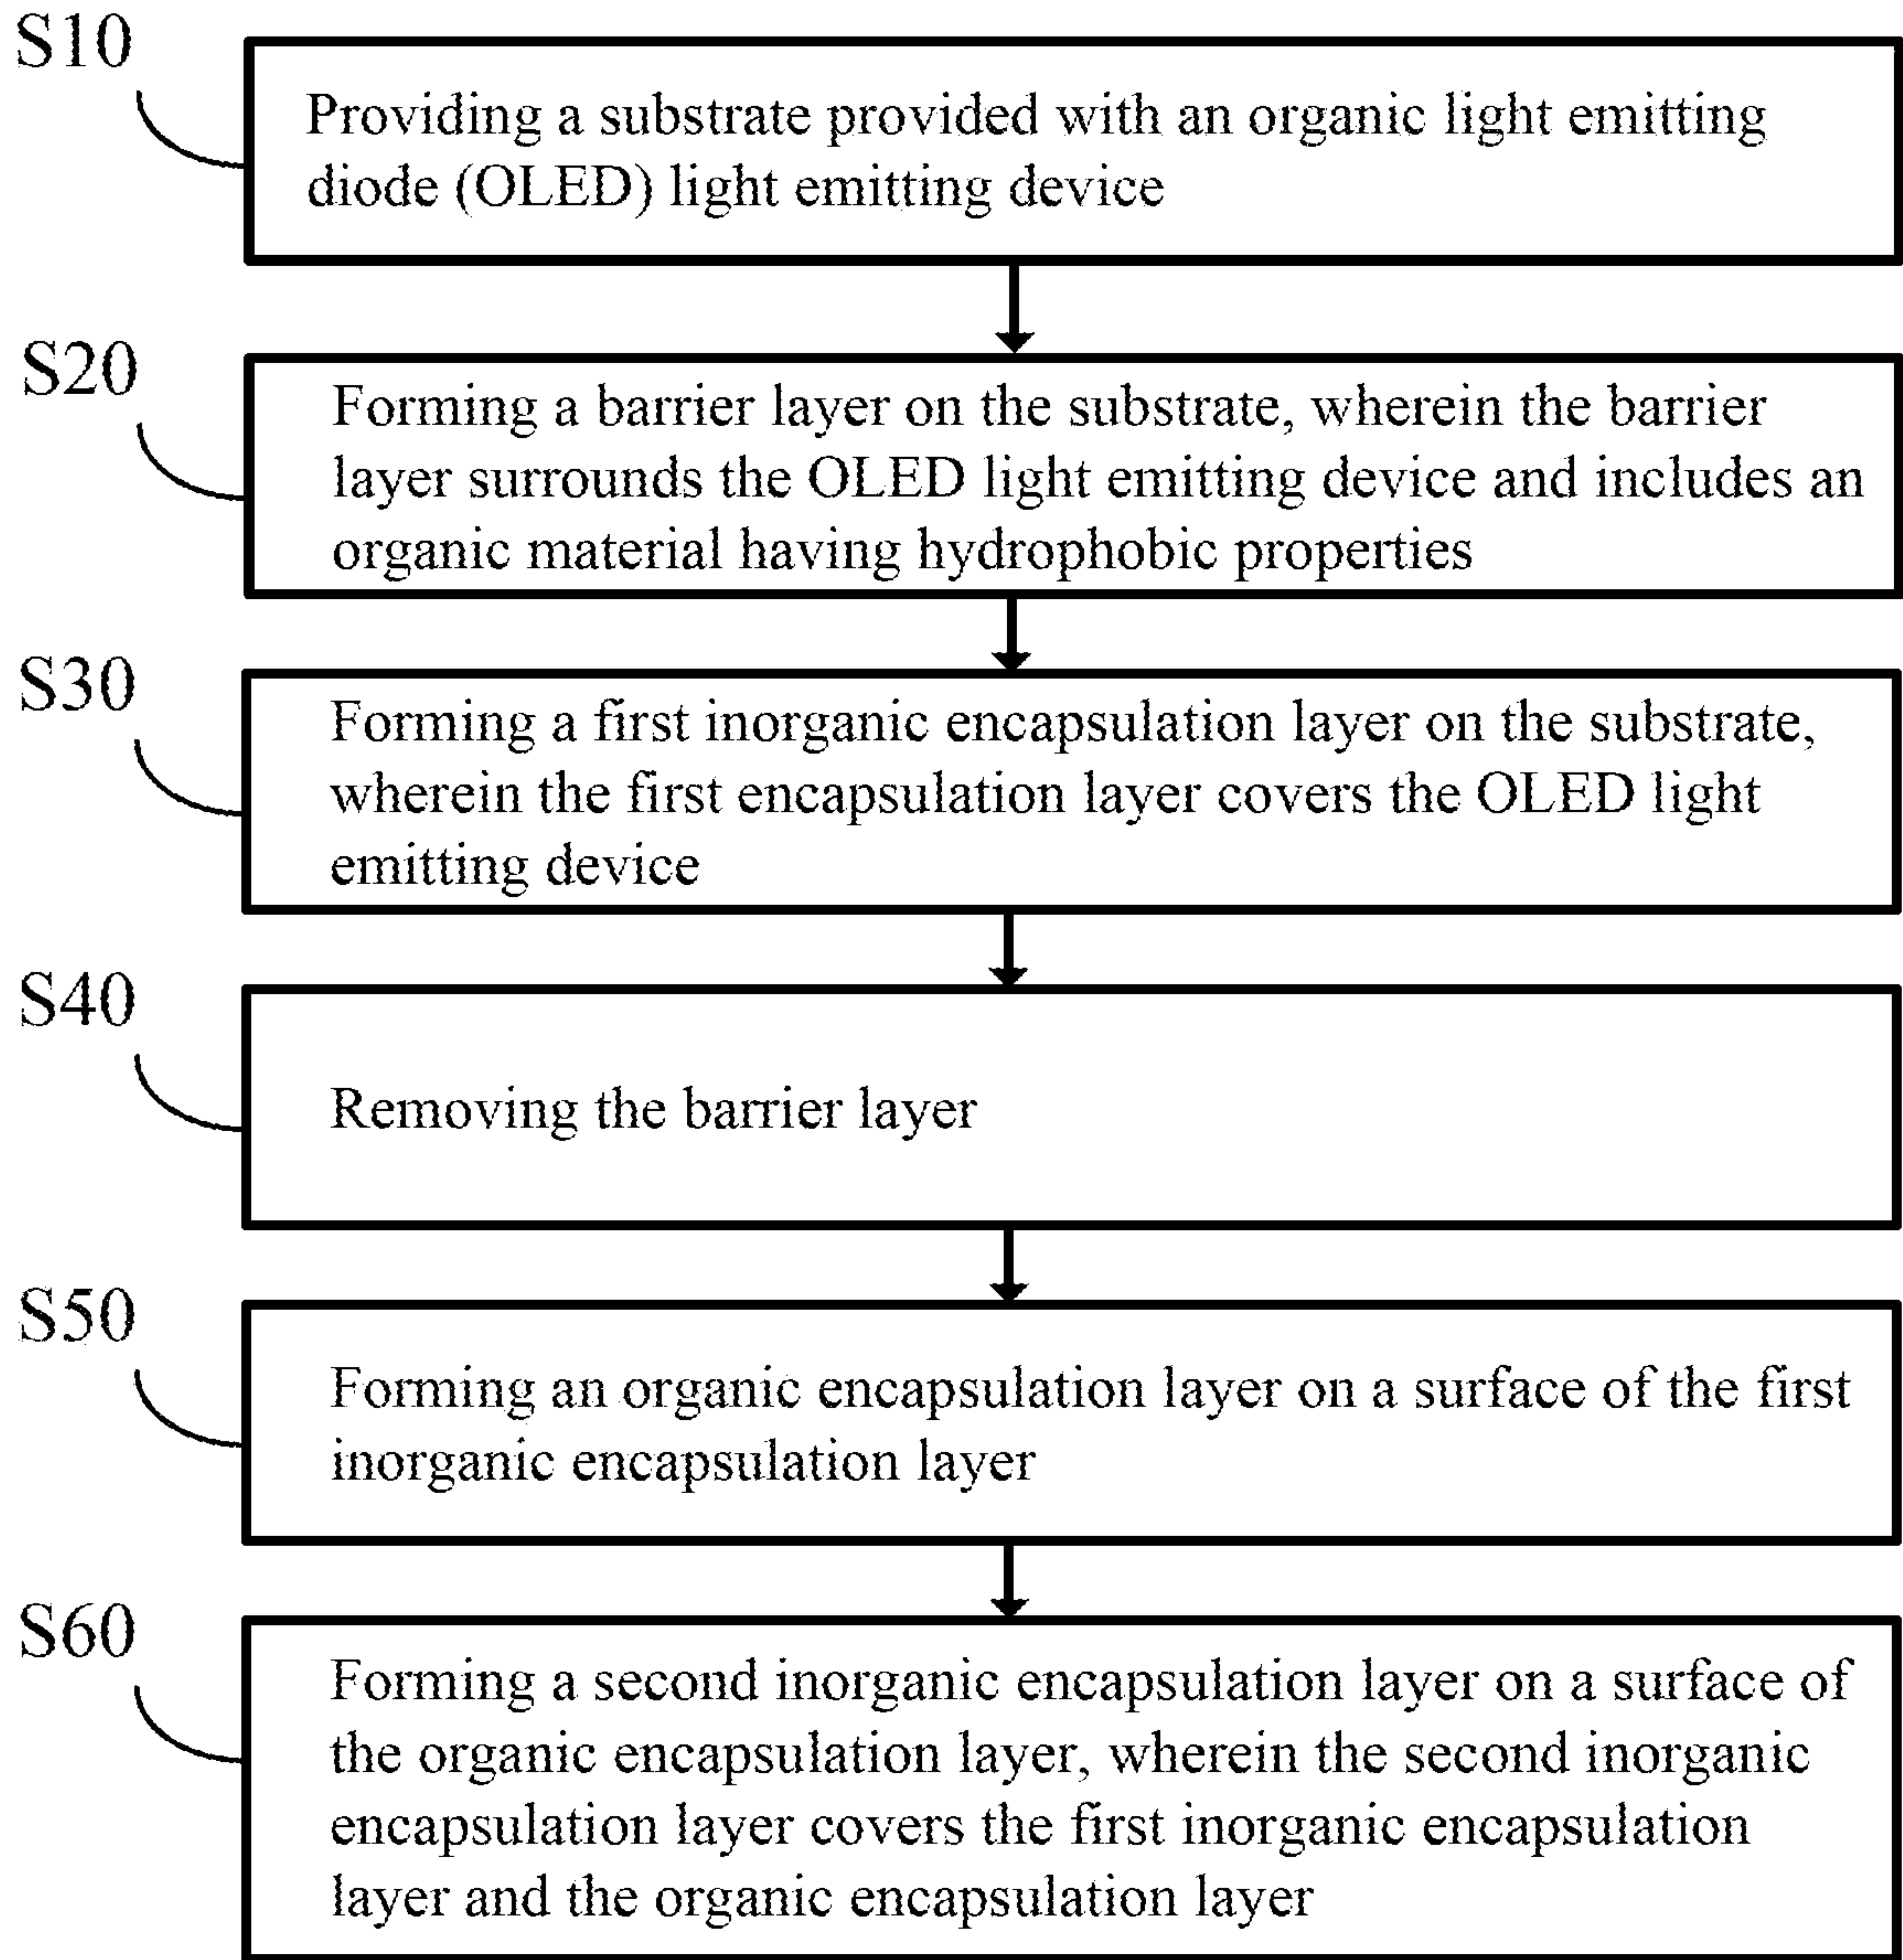 S10
Providing a substrate provided with an organic light emitting
diode (OLED) light emitting device
S20
Forming a barrier layer on the substrate, wherein the barrier
layer surrounds the OLED light emitting device and includes an
organic material having hydrophobic properties
S30
Forming a first inorganic encapsulation layer on the substrate,
wherein the first encapsulation layer covers the OLED light
emitting device
S40
Removing the barrier layer
S50
Forming an organic encapsulation layer on a surface of the first
inorganic encapsulation layer
S60
Forming a second inorganic encapsulation layer on a surface of
the organic encapsulation layer, wherein the second inorganic
encapsulation layer covers the first inorganic encapsulation
layer and the organic encapsulation layer